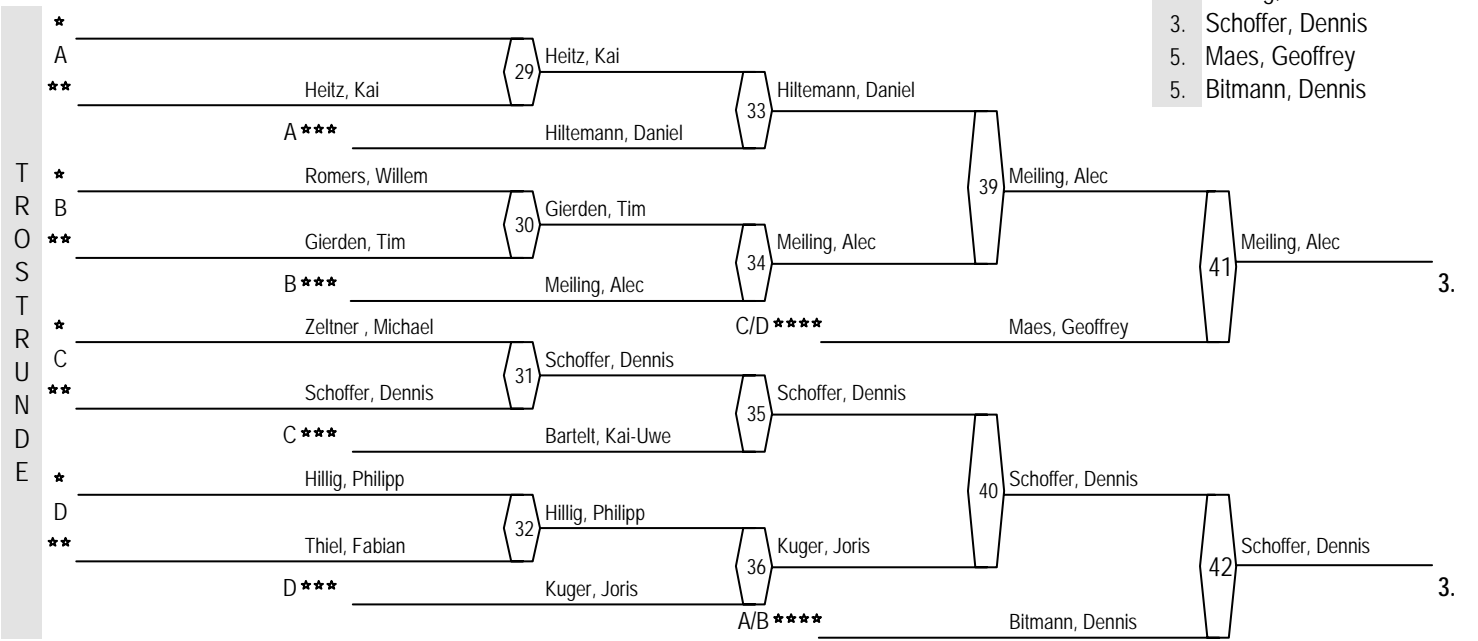 3. Schoffer, Dennis
5. Maes, Geoffrey
5. Bitmann, Dennis
TROSTRUNDE
*
A
**
Heitz, Kai
29
Heitz, Kai
A ***
Hiltemann, Daniel
33
Hiltemann, Daniel
*
B
**
Romers, Willem
Gierden, Tim
30
Gierden, Tim
B ***
Meiling, Alec
34
Meiling, Alec
39
Meiling, Alec
C/D ****
Maes, Geoffrey
41
Meiling, Alec
3.
*
C
**
Zeltner , Michael
Schoffer, Dennis
31
Schoffer, Dennis
C ***
Bartelt, Kai-Uwe
35
Schoffer, Dennis
*
D
**
Hillig, Philipp
Thiel, Fabian
32
Hillig, Philipp
D ***
Kuger, Joris
36
Kuger, Joris
40
Schoffer, Dennis
A/B ****
Bitmann, Dennis
42
Schoffer, Dennis
3.